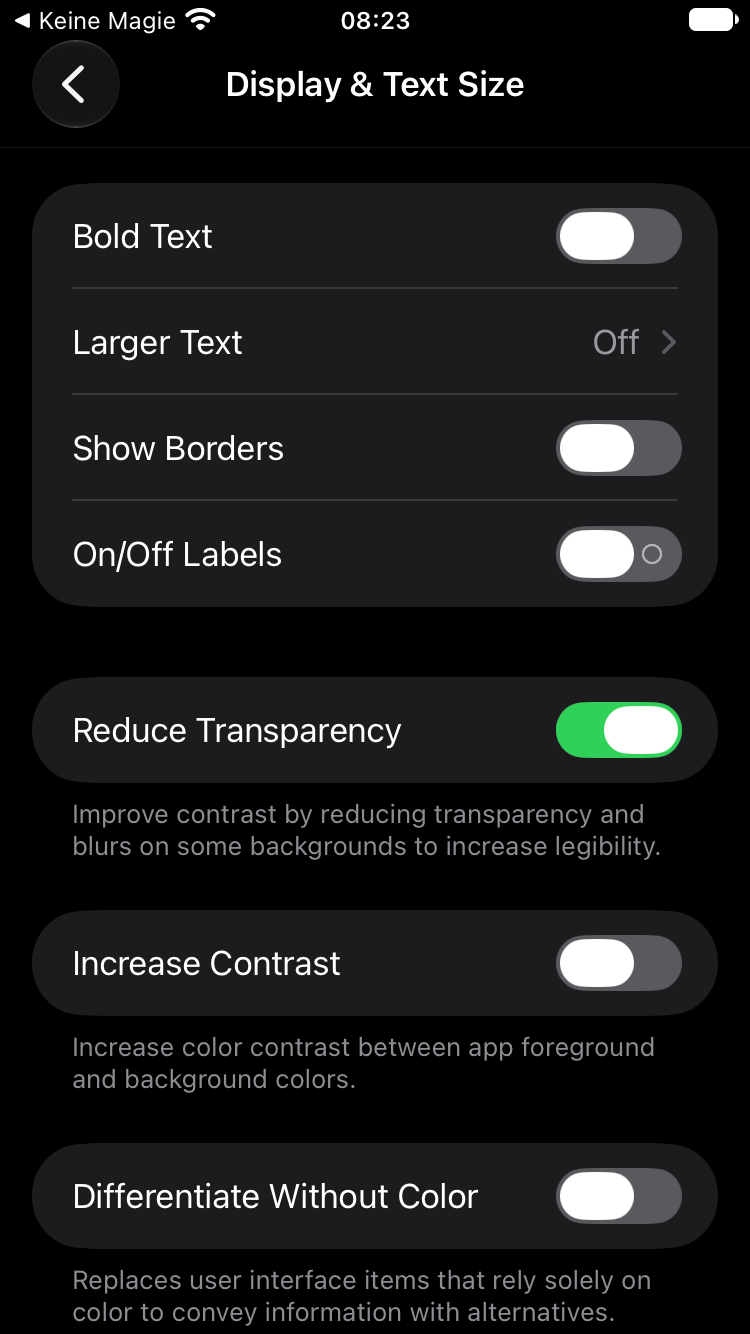 Keine Magie
08:23
Display & Text Size
Bold Text
Larger Text Off
Show Borders
On/Off Labels
Reduce Transparency
Improve contrast by reducing transparency and
blurs on some backgrounds to increase legibility.
Increase Contrast
Increase color contrast between app foreground
and background colors.
Differentiate Without Color
Replaces user interface items that rely solely on
color to convey information with alternatives.